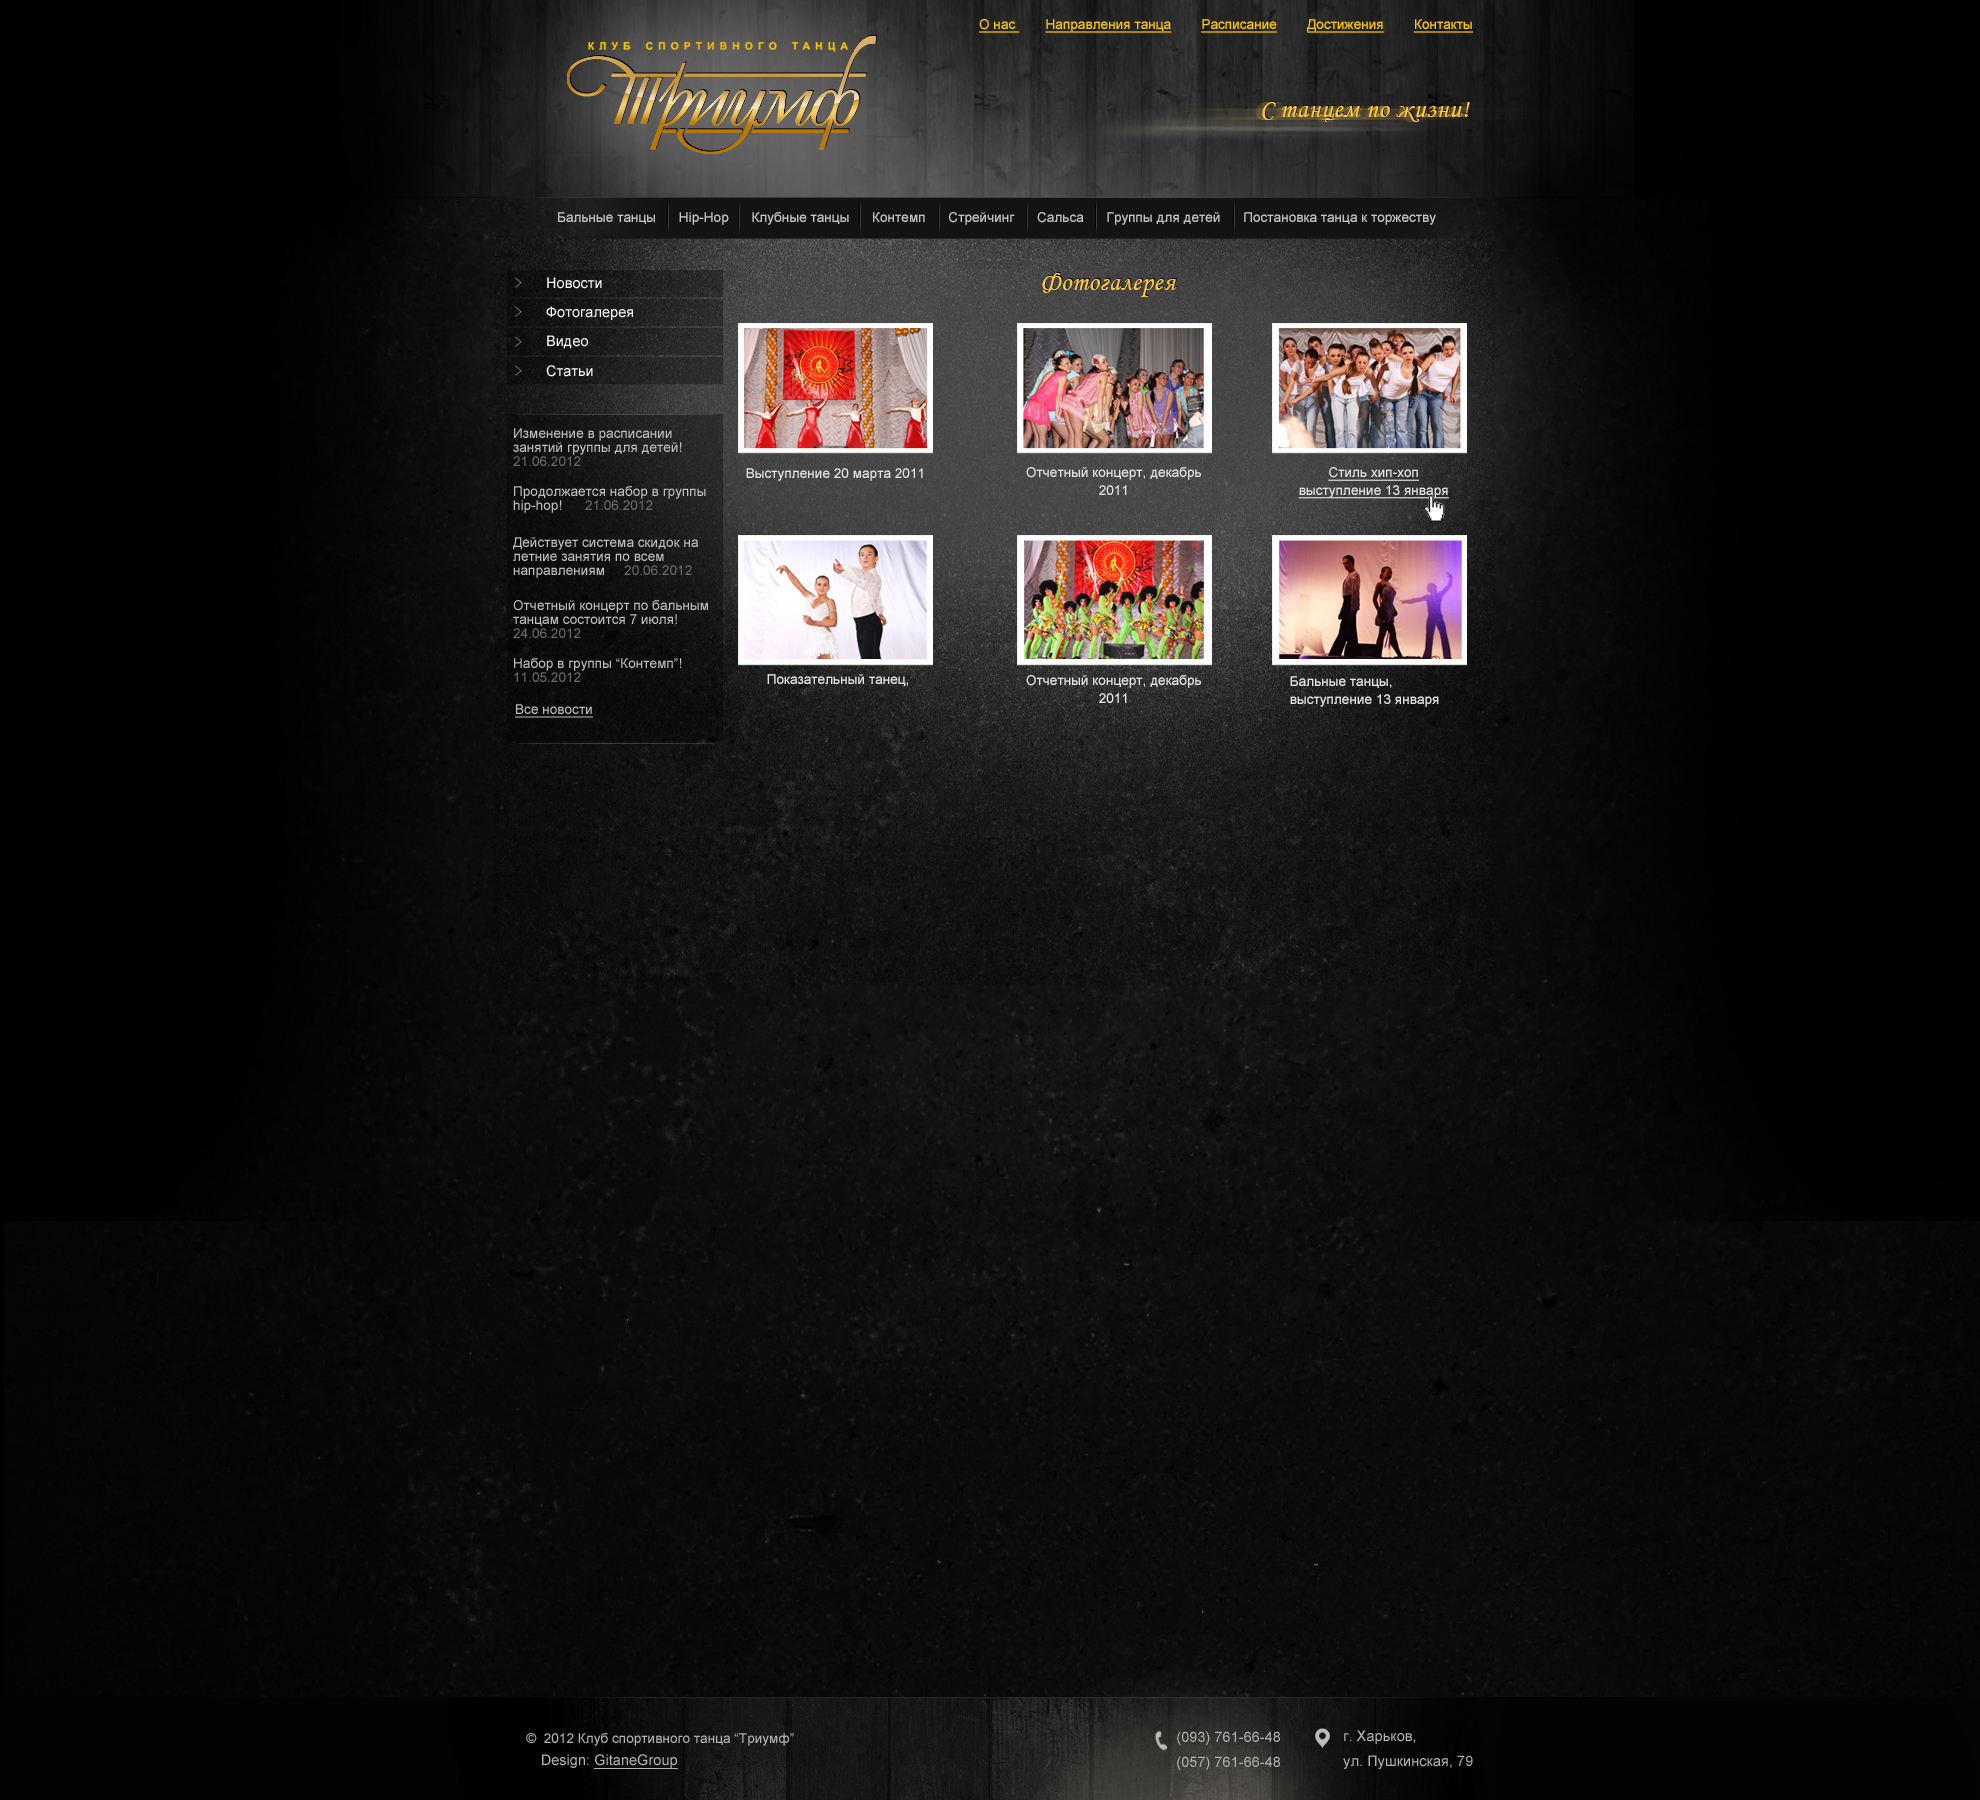 О нас
Направления танца
Расписание
Достижения
Контакты
КЛУБ СПОРТИВНОГО ТАНЦА
Триумф
С танцем по жизни!
Бальные танцы
Hip-Hop
Клубные танцы
Контемп
Стрейчинг
Сальса
Группы для детей
Постановка танца к торжеству
Новости
Фотогалерея
Видео
Статьи
Изменение в расписании
занятий группы для детей!
21.06.2012
Продолжается набор в группы
hip-hop! 21.06.2012
Действует система скидок на
летние занятия по всем
направлениям 20.06.2012
Отчетный концерт по бальным
танцам состоится 7 июля!
24.06.2012
Набор в группы “Контемп”!
11.05.2012
Все новости
Фотогалерея
Выступление 20 марта 2011
Отчетный концерт, декабрь
2011
Стиль хип-хоп
выступление 13 января
Показательный танец,
Отчетный концерт, декабрь
2011
Бальные танцы,
выступление 13 января
© 2012 Клуб спортивного танца “Триумф”
Design: GitaneGroup
(093) 761-66-48
(057) 761-66-48
г. Харьков,
ул. Пушкинская, 79